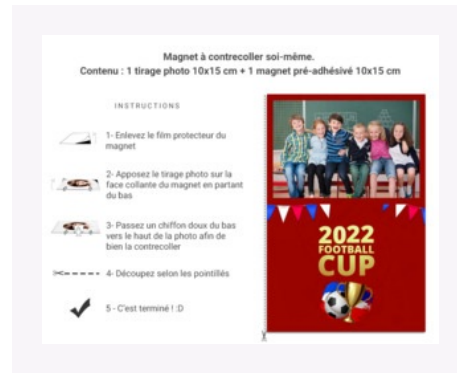 Magnet à contrecoller soi-même.
Contenu : 1 tirage photo 10x15 cm + 1 magnet pré-adhésivé 10x15 cm
INSTRUCTIONS
1- Enlevez le film protecteur du
magnet
2- Apposez le tirage photo sur la
face collante du magnet en partant
du bas
3- Passez un chiffon doux du bas
vers le haut de la photo afin de
bien la contrecoller
4- Découpez selon les pointillés
5 - C'est terminé ! :D
2022
FOOTBALL
CUP